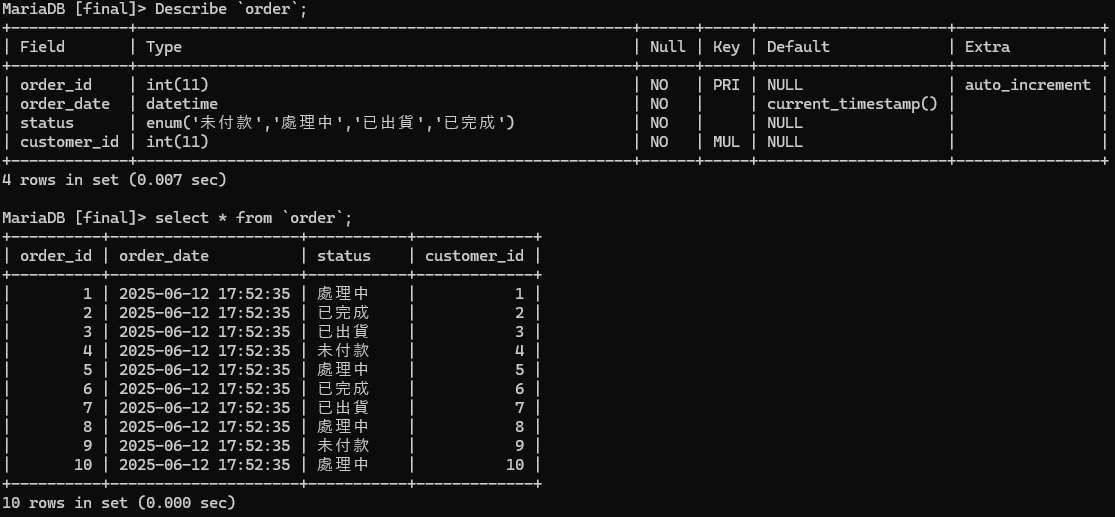 MariaDB [final]> Describe `order`;
+-------------+-----------------------------------------------------+------+-----+---------------------+----------------+
| Field       | Type                                                | Null | Key | Default             | Extra          |
+-------------+-----------------------------------------------------+------+-----+---------------------+----------------+
| order_id    | int(11)                                             | NO   | PRI | NULL                | auto_increment |
| order_date  | datetime                                            | NO   |     | current_timestamp() |                |
| status      | enum('未付款','處理中','已出貨','已完成')             | NO   |     | NULL                |                |
| customer_id | int(11)                                             | NO   | MUL | NULL                |                |
+-------------+-----------------------------------------------------+------+-----+---------------------+----------------+
4 rows in set (0.007 sec)
MariaDB [final]> select * from `order`;
+----------+---------------------+-----------+-------------+
| order_id | order_date          | status    | customer_id |
+----------+---------------------+-----------+-------------+
|        1 | 2025-06-12 17:52:35 | 處理中    |           1 |
|        2 | 2025-06-12 17:52:35 | 已完成    |           2 |
|        3 | 2025-06-12 17:52:35 | 已出貨    |           3 |
|        4 | 2025-06-12 17:52:35 | 未付款    |           4 |
|        5 | 2025-06-12 17:52:35 | 處理中    |           5 |
|        6 | 2025-06-12 17:52:35 | 已完成    |           6 |
|        7 | 2025-06-12 17:52:35 | 已出貨    |           7 |
|        8 | 2025-06-12 17:52:35 | 處理中    |           8 |
|        9 | 2025-06-12 17:52:35 | 未付款    |           9 |
|       10 | 2025-06-12 17:52:35 | 處理中    |          10 |
+----------+---------------------+-----------+-------------+
10 rows in set (0.000 sec)